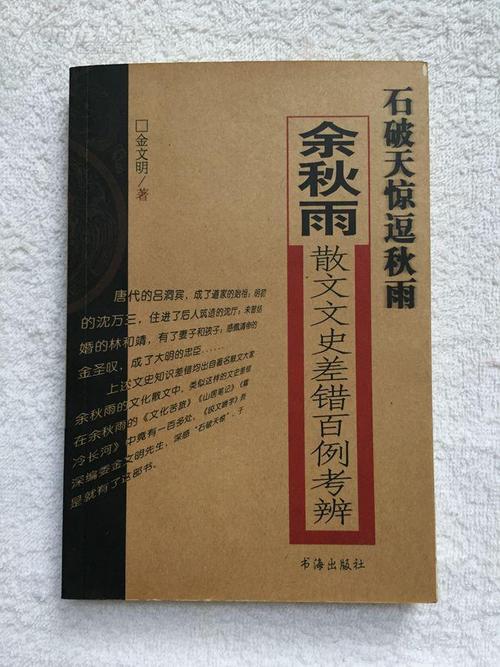 石破天惊逗秋雨
余秋雨
散文文史差错百例考辨
□金文明/著
唐代的吕洞宾，成了道家的始祖；明初
的沈万三，住进了后人筑造的沈厅；未曾结
婚的林和靖，有了妻子和孩子；感戴清帝的
金圣叹，成了大明的忠臣……
上述文史知识差错均出自著名散文大家
余秋雨的文化散文中。类似这样的文史差错
在余秋雨的《文化苦旅》《山居笔记》《霜
冷长河》中竟有一百多处，《咬文嚼字》资
深编委金文明先生，深感“石破天惊”，于
是就有了这部书。
书海出版社